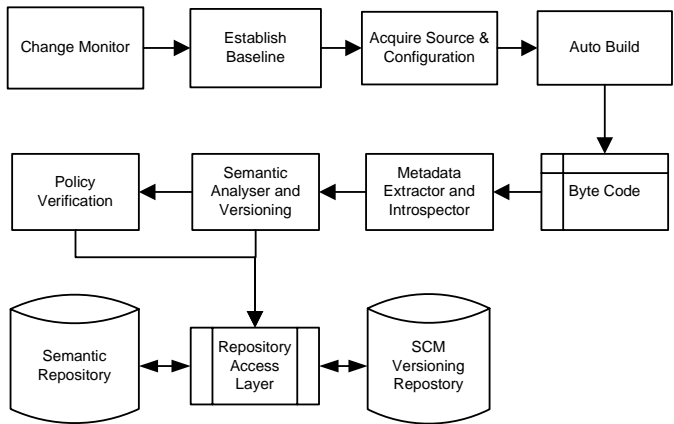 Change Monitor
Establish
Baseline
Acquire Source &
Configuration
Auto Build
Policy
Verification
Semantic
Analyser and
Versioning
Metadata
Extractor and
Introspector
Byte Code
Semantic
Repository
Repository
Access
Layer
SCM
Versioning
Repostory